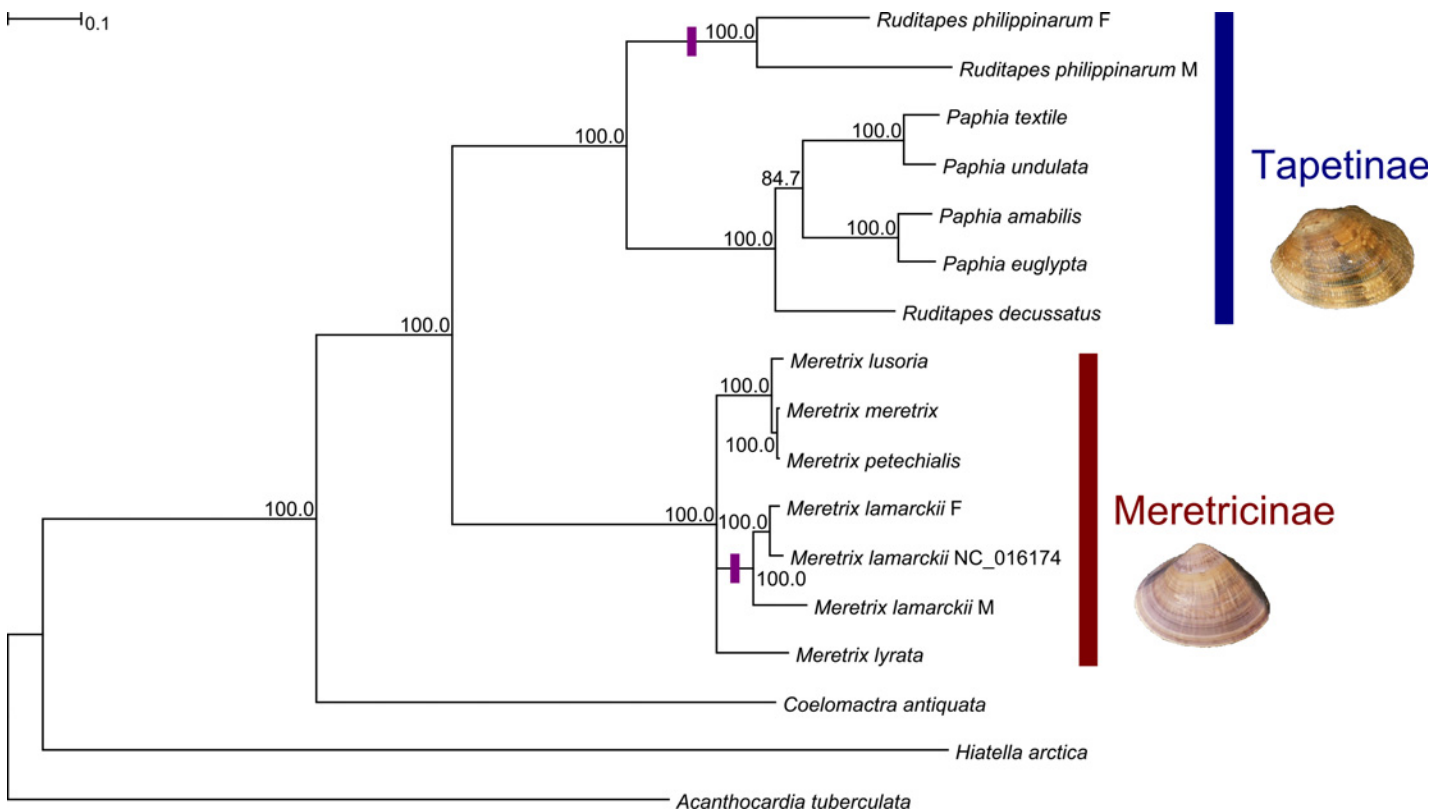 0.1
100.0
Ruditapes philippinarum F
Ruditapes philippinarum M
100.0
100.0
Paphia textile
Paphia undulata
84.7
Tapetinae
100.0
100.0
Paphia amabilis
Paphia euglypta
Ruditapes decussatus
100.0
Meretrix lusoria
100.0
Meretrix meretrix
100.0
Meretrix petechialis
100.0
100.0
100.0
Meretrix lamarckii F
Meretricinae
Meretrix lamarckii NC_016174
100.0
Meretrix lamarckii M
Meretrix lyrata
Coelomactra antiquata
Hiatella arctica
Acanthocardia tuberculata